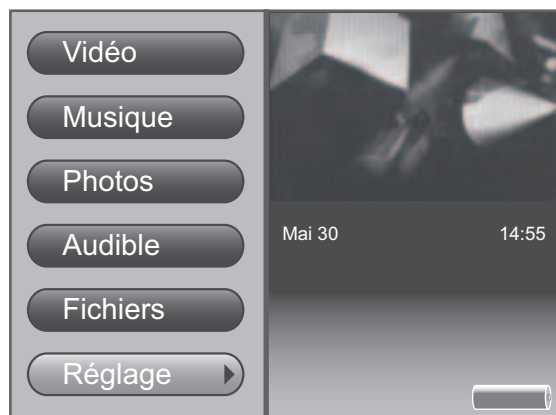 Vidéo
Musique
Photos
Audible
Fichiers
Réglage
Mai 30 14:55